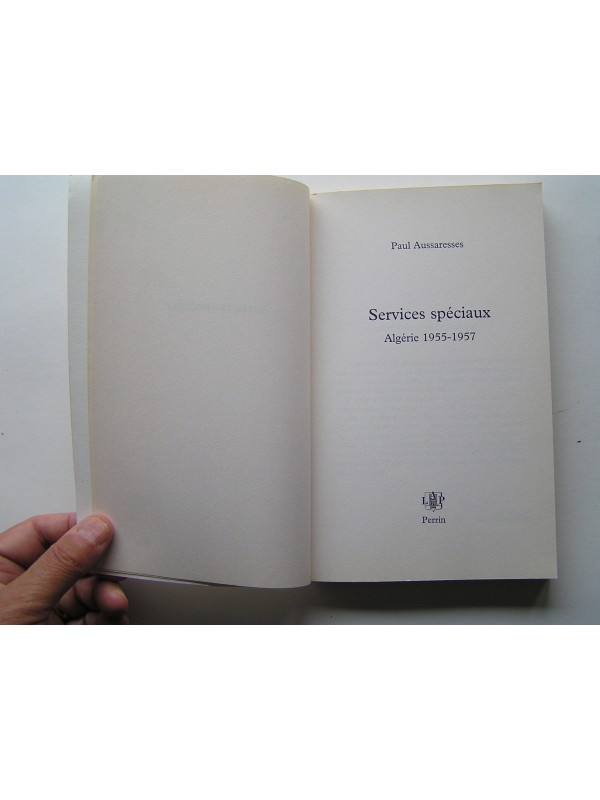 Paul Aussaresses
Services spéciaux
Algérie 1955-1957
Perrin